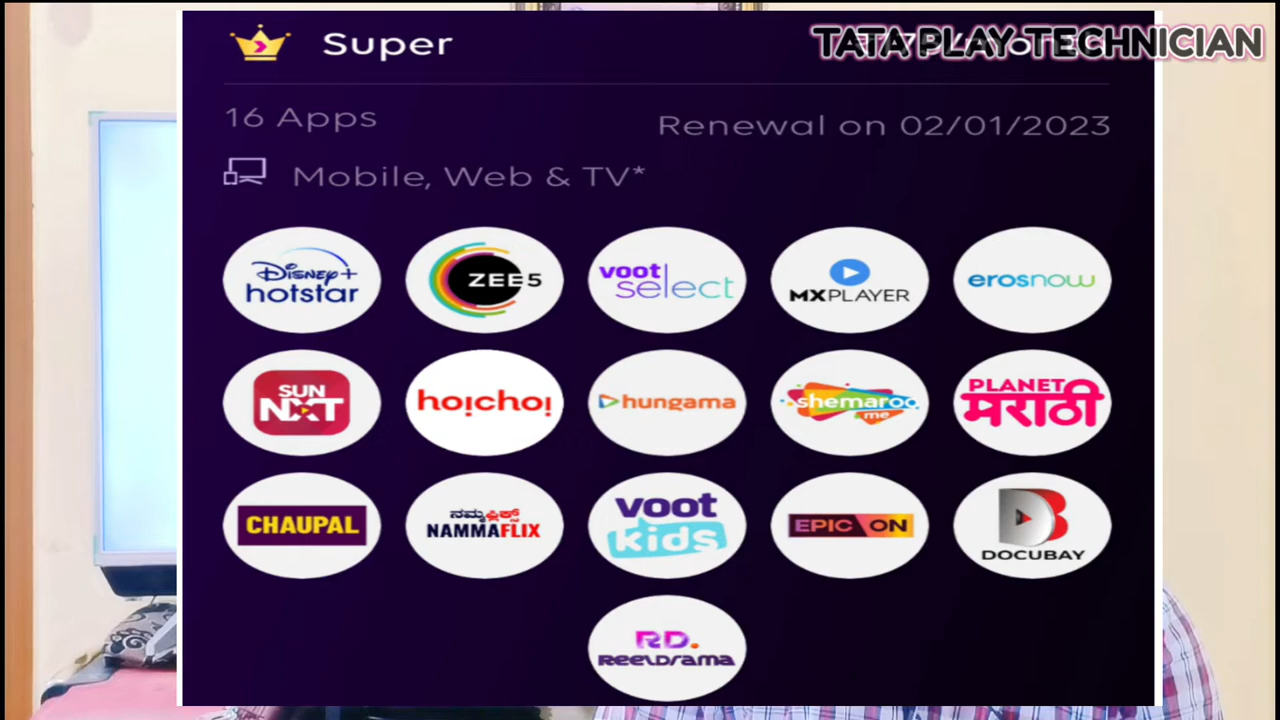 Super
TATA PLAY TECHNICIAN
16 Apps
Renewal on 02/01/2023
Mobile, Web & TV*
Disney+
hotstar
ZEE5
voot
select
MXPLAYER
erosnow
SUN
NXT
hoichoi
hungama
shemaroo
me
PLANET
मराठी
CHAUPAL
ನಮ್ಮಫ್ಲಿಕ್ಸ್
NAMMAFLIX
voot
kids
EPIC ON
DOCUBAY
RD.
REELDRAMA